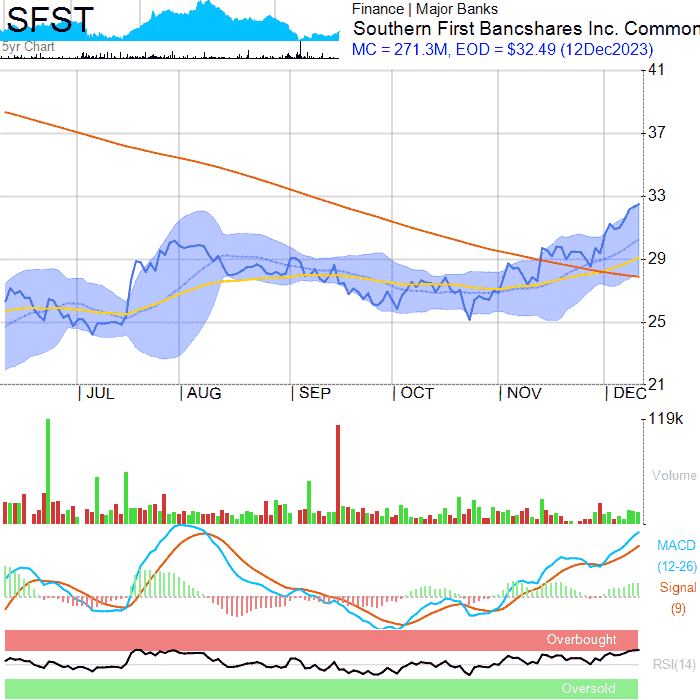 SFST
5yr Chart
Finance | Major Banks
Southern First Bancshares Inc. Common
MC = 271.3M, EOD = $32.49 (12Dec2023)
41
37
33
29
25
21
| JUL | AUG | SEP | OCT | NOV | DEC
119k
Volume
MACD
(12-26)
Signal
(9)
Overbought
RSI(14)
Oversold